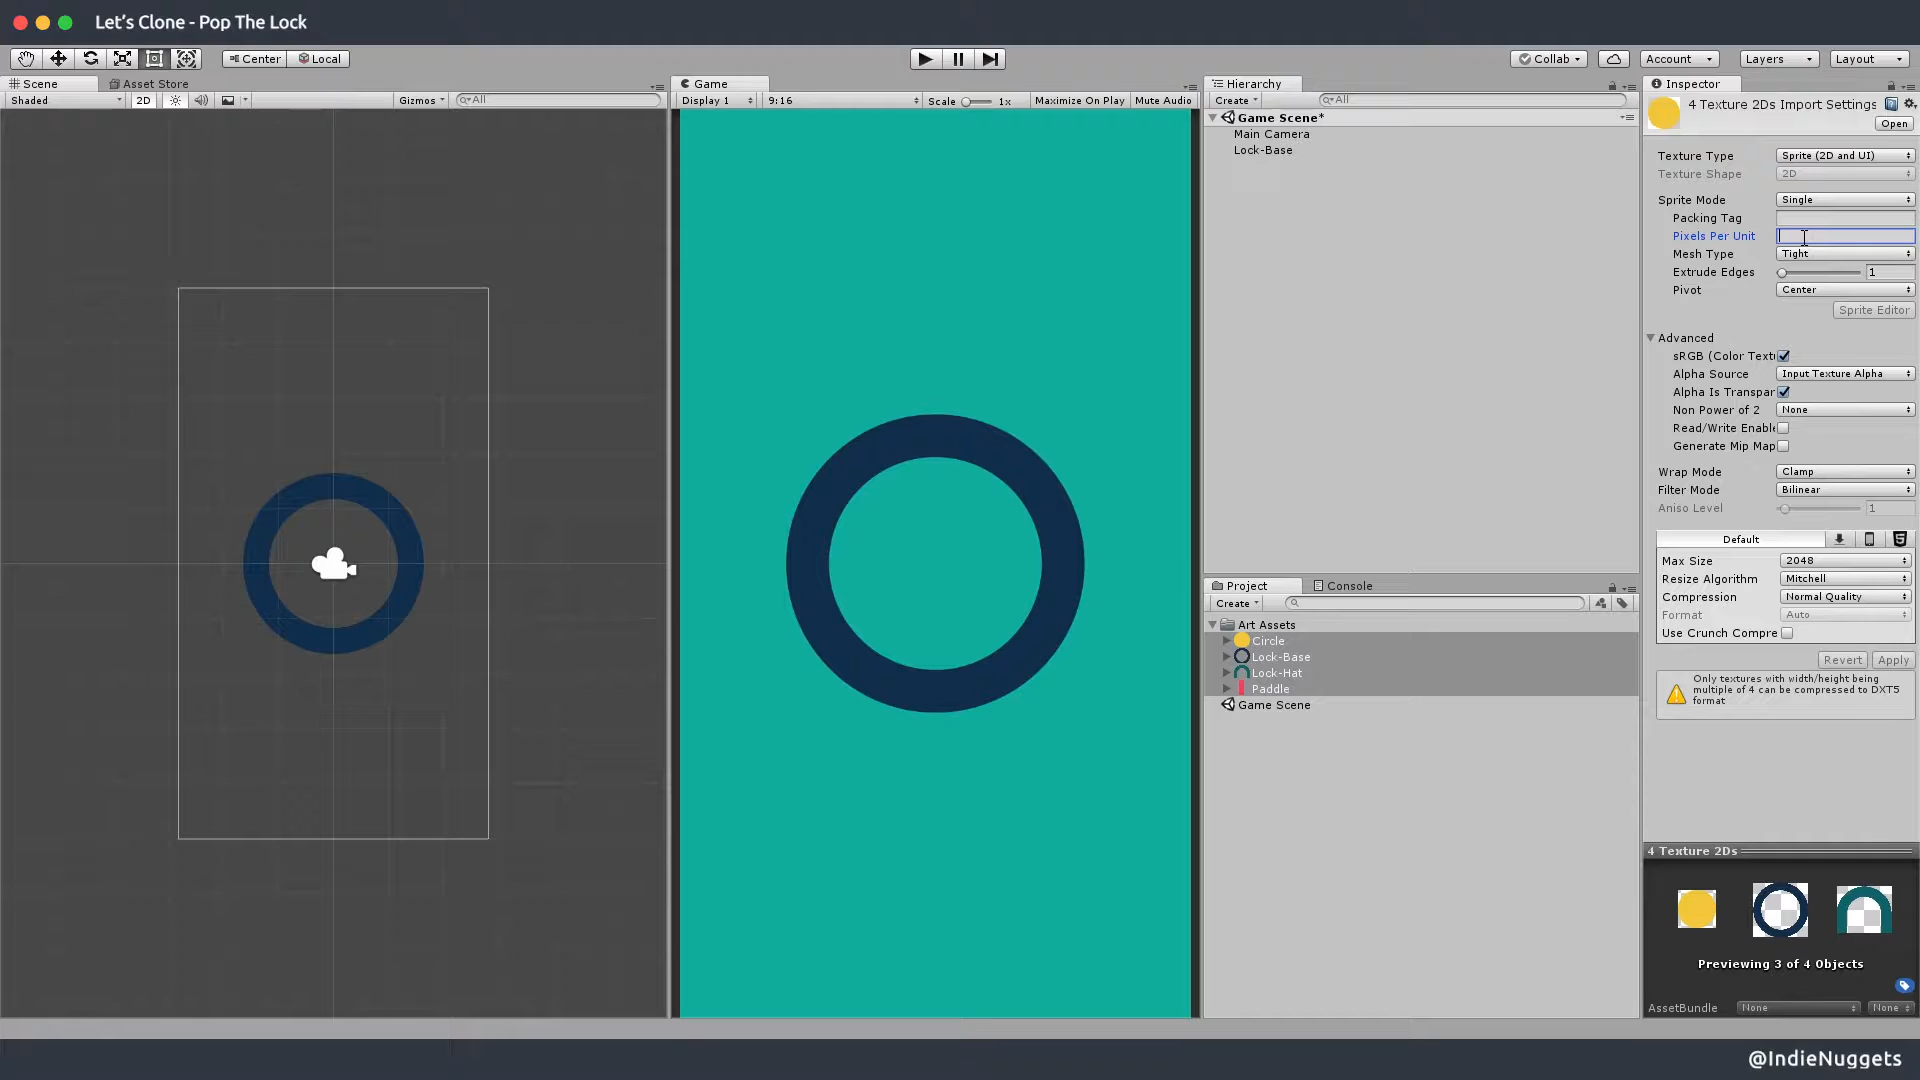 Let's Clone - Pop The Lock
Center
Local
Collab
Account
Layers
Layout
Scene
Asset Store
Shaded
2D
Gizmos
All
Game
Display 1
9:16
Scale
1x
Maximize On Play
Mute Audio
Hierarchy
Create
All
Game Scene*
Main Camera
Lock-Base
Project
Console
Create
Art Assets
Circle
Lock-Base
Lock-Hat
Paddle
Game Scene
Inspector
4 Texture 2Ds Import Settings
Open
Texture Type
Sprite (2D and UI)
Texture Shape
2D
Sprite Mode
Single
Packing Tag
Pixels Per Unit
Mesh Type
Tight
Extrude Edges
1
Pivot
Center
Sprite Editor
Advanced
sRGB (Color Text
Alpha Source
Input Texture Alpha
Alpha Is Transpar
Non Power of 2
None
Read/Write Enable
Generate Mip Map
Wrap Mode
Clamp
Filter Mode
Bilinear
Aniso Level
1
Default
Max Size
2048
Resize Algorithm
Mitchell
Compression
Normal Quality
Format
Auto
Use Crunch Compre
Revert
Apply
Only textures with width/height being
multiple of 4 can be compressed to DXT5
format
4 Texture 2Ds
Previewing 3 of 4 Objects
AssetBundle
None
None
@IndieNuggets